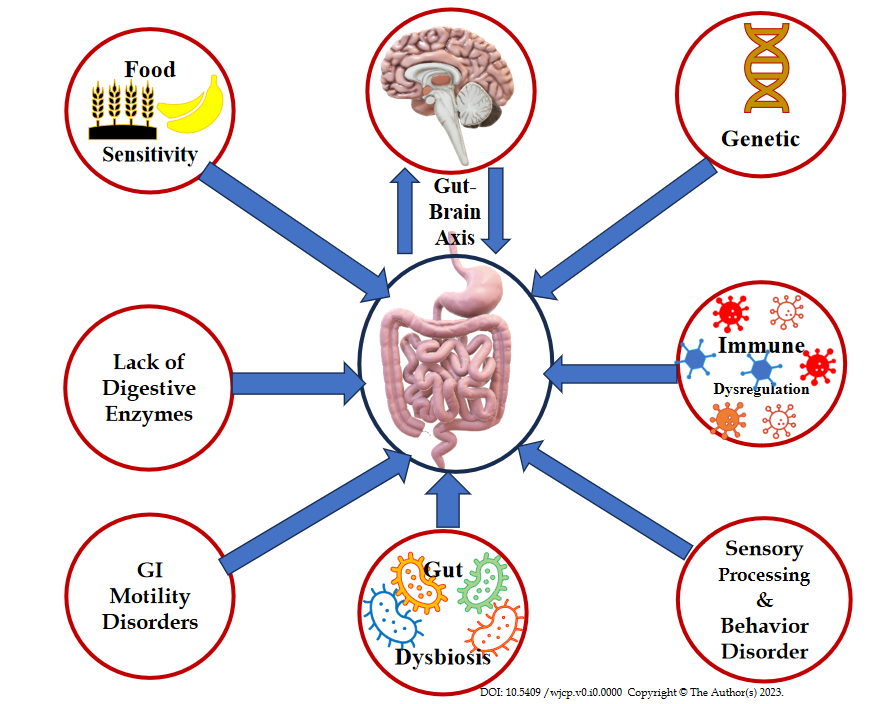 Food
Sensitivity
Gut-
Brain
Axis
Genetic
Lack of
Digestive
Enzymes
Immune
Dysregulation
GI
Motility
Disorders
Gut
Dysbiosis
Sensory
Processing
&
Behavior
Disorder
DOI: 10.5409 /wjcp.v0.i0.0000 Copyright © The Author(s) 2023.